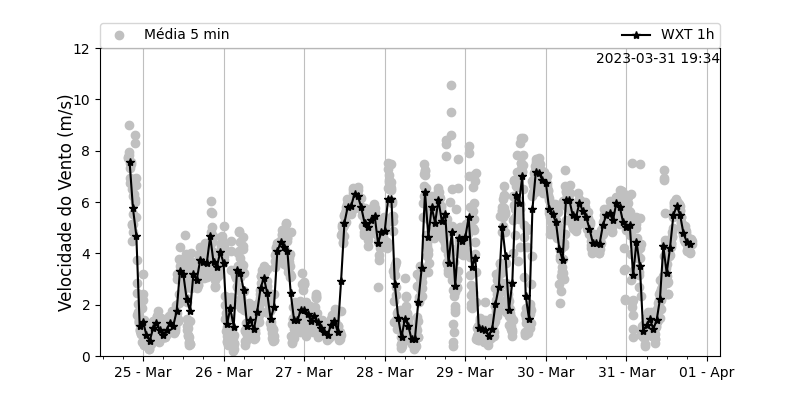 Média 5 min
WXT 1h
2023-03-31 19:34
Velocidade do Vento (m/s)
12
10
8
6
4
2
0
25 - Mar
26 - Mar
27 - Mar
28 - Mar
29 - Mar
30 - Mar
31 - Mar
01 - Apr